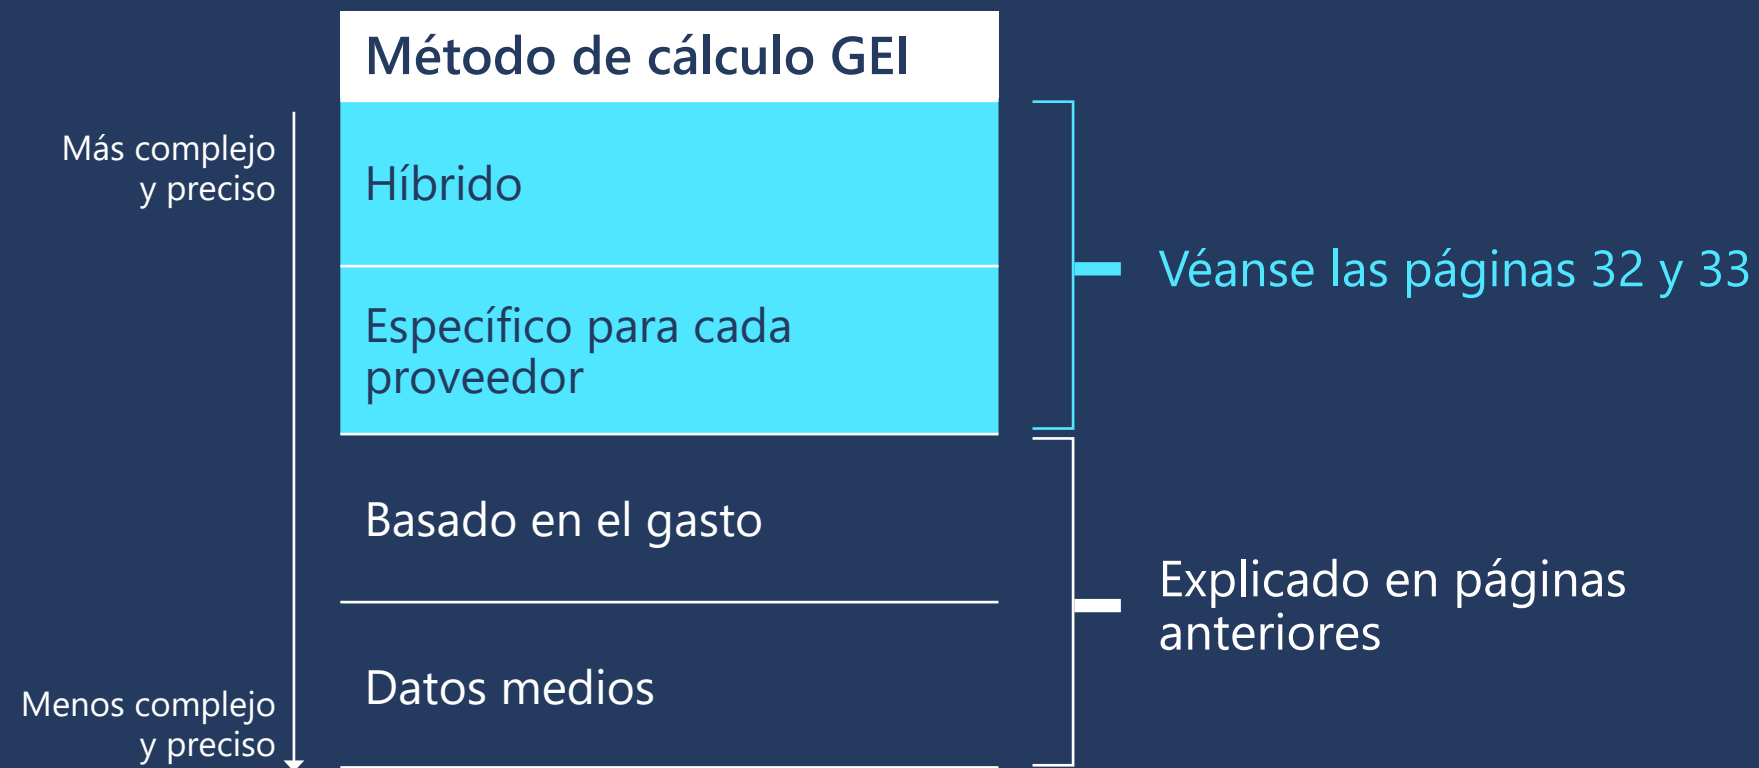 Método de cálculo GEI
Más complejo
y preciso
Híbrido
Específico para cada
proveedor
Véanse las páginas 32 y 33
Basado en el gasto
Datos medios
Explicado en páginas
anteriores
Menos complejo
y preciso